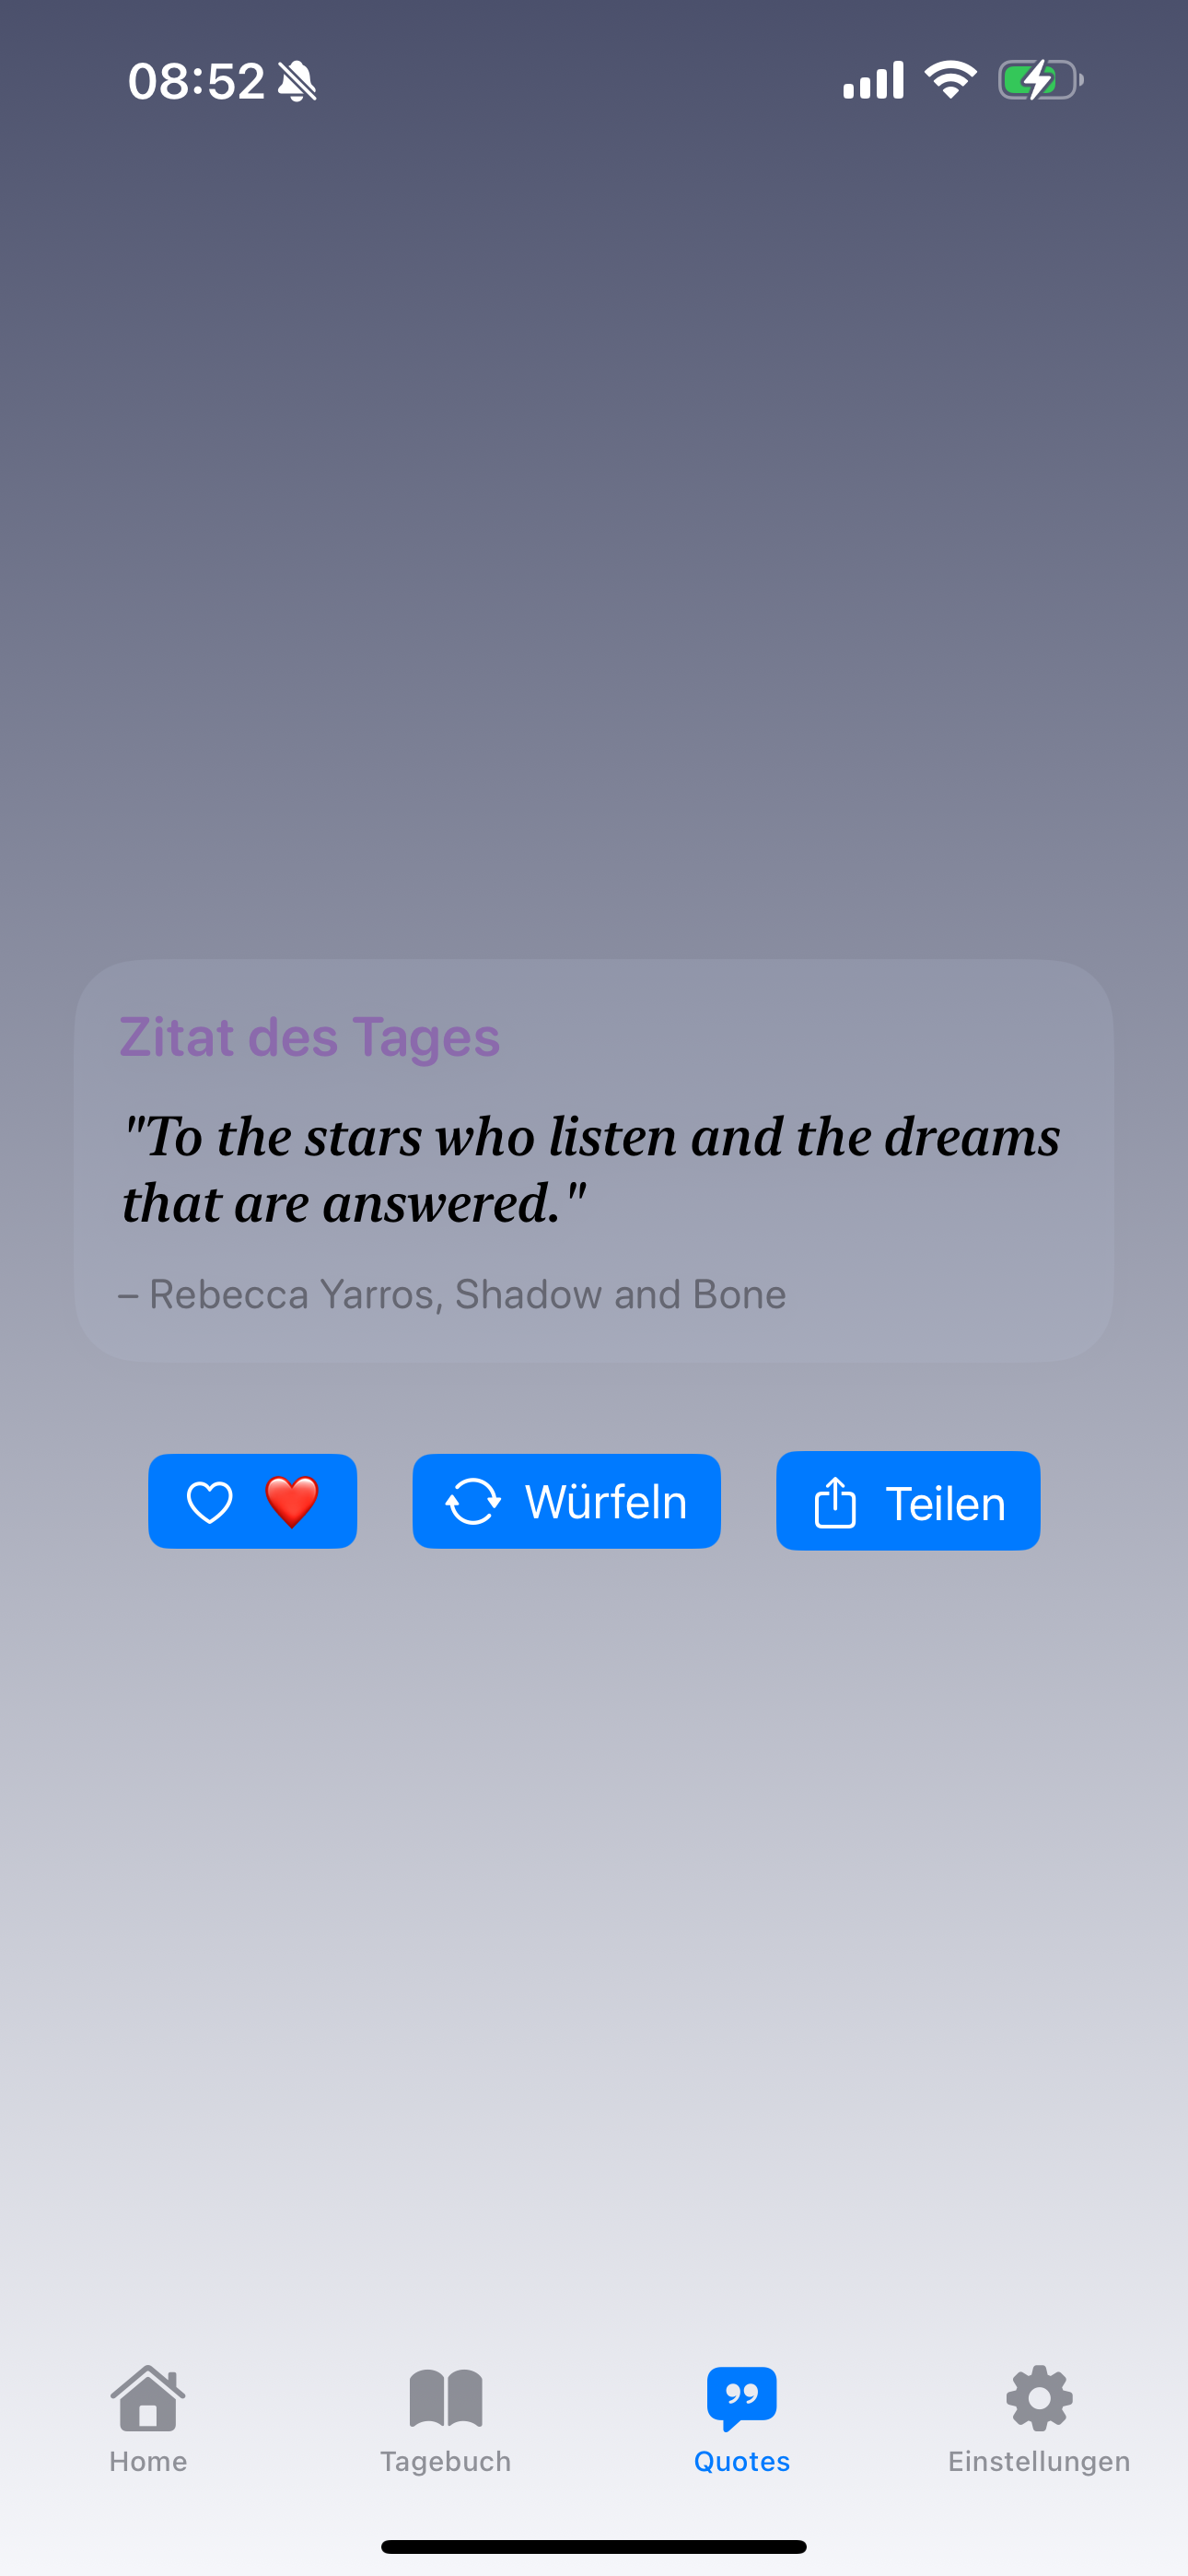 08:52
Zitat des Tages
"To the stars who listen and the dreams
that are answered."
– Rebecca Yarros, Shadow and Bone
Würfeln
Teilen
Home
Tagebuch
Quotes
Einstellungen